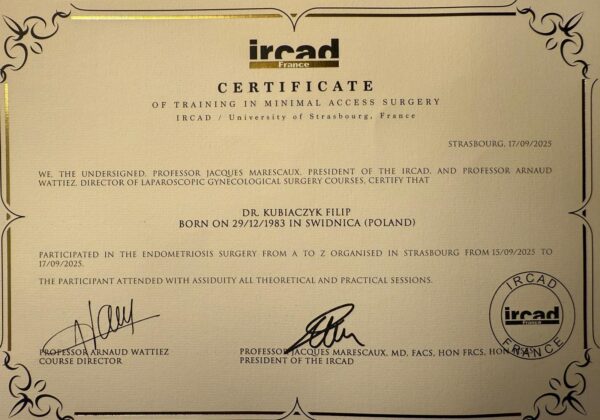 ircad
France
CERTIFICATE
OF TRAINING IN MINIMAL ACCESS SURGERY
IRCAD / University of Strasbourg, France
STRASBOURG, 17/09/2025
WE, THE UNDERSIGNED, PROFESSOR JACQUES MARESCAUX, PRESIDENT OF THE IRCAD, AND PROFESSOR ARNAUD
WATTIEZ, DIRECTOR OF LAPAROSCOPIC GYNECOLOGICAL SURGERY COURSES, CERTIFY THAT
DR. KUBIACZYK FILIP
BORN ON 29/12/1983 IN SWIDNICA (POLAND)
PARTICIPATED IN THE ENDOMETRIOSIS SURGERY FROM A TO Z ORGANISED IN STRASBOURG FROM 15/09/2025 TO
17/09/2025.
THE PARTICIPANT ATTENDED WITH ASSIDUITY ALL THEORETICAL AND PRACTICAL SESSIONS.
IRCAD
ircad
France
FRANCE
PROFESSOR ARNAUD WATTIEZ
COURSE DIRECTOR
PROFESSOR JACQUES MARESCAUX, MD, FACS, HON FRCS, HON
PRESIDENT OF THE IRCAD